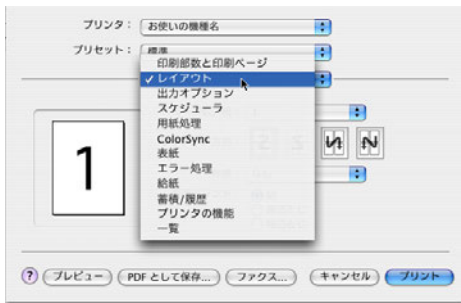 プリンタ： お使いの機種名
プリセット： 標準
印刷部数と印刷ページ
✓ レイアウト
出力オプション
スケジューラ
用紙処理
ColorSync
表紙
エラー処理
給紙
蓄積/履歴
プリンタの機能
一覧
1
? プレビュー PDF として保存... ファクス... キャンセル プリント